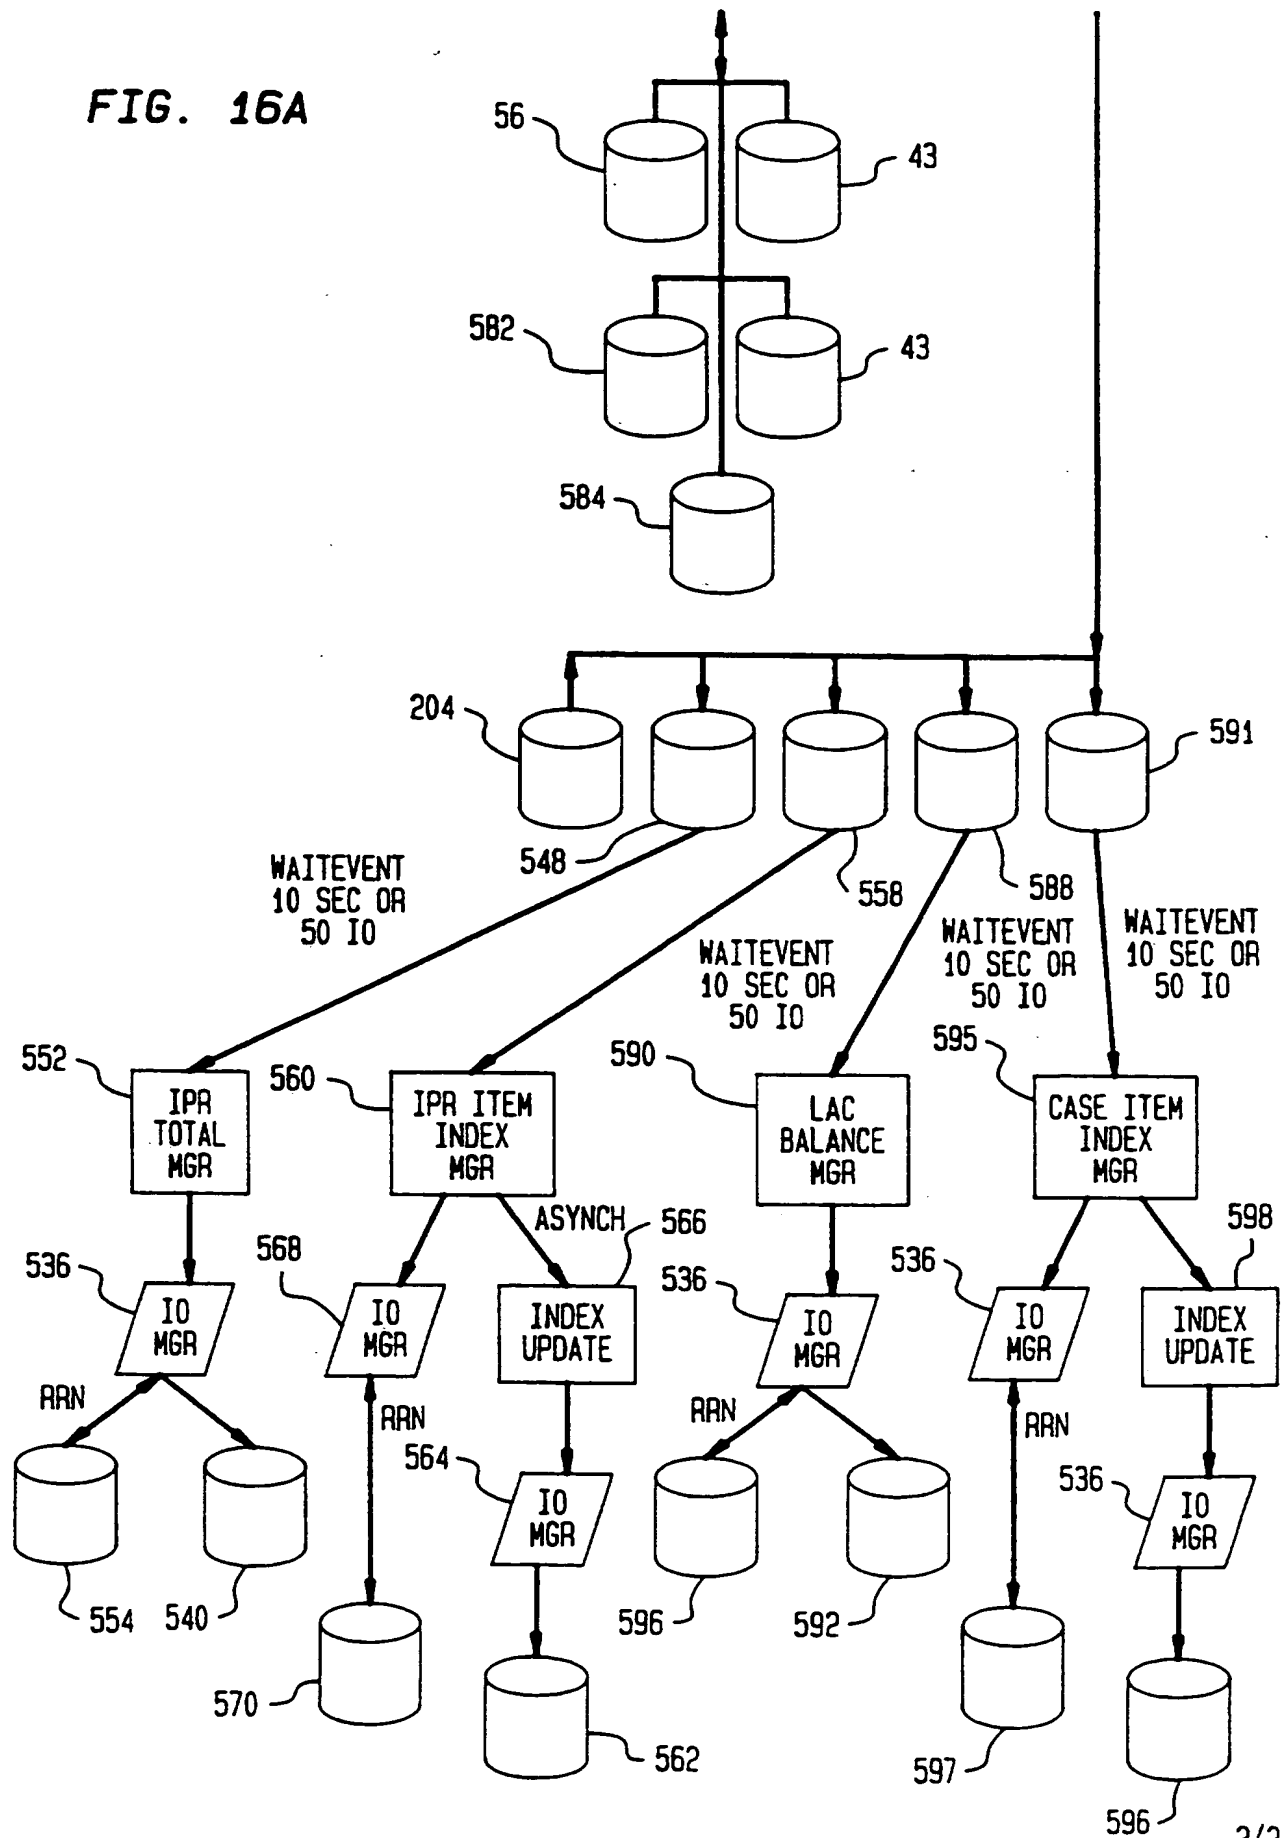 FIG. 16A
56
43
582
43
584
204
591
548
558
588
WAITEVENT
10 SEC OR
50 IO
WAITEVENT
10 SEC OR
50 IO
WAITEVENT
10 SEC OR
50 IO
WAITEVENT
10 SEC OR
50 IO
552
IPR
TOTAL
MGR
560
IPR ITEM
INDEX
MGR
590
LAC
BALANCE
MGR
595
CASE ITEM
INDEX
MGR
536
IO
MGR
568
IO
MGR
ASYNCH
566
INDEX
UPDATE
536
IO
MGR
536
IO
MGR
598
INDEX
UPDATE
RRN
RRN
564
IO
MGR
RRN
RRN
536
IO
MGR
554
540
570
562
596
592
597
596